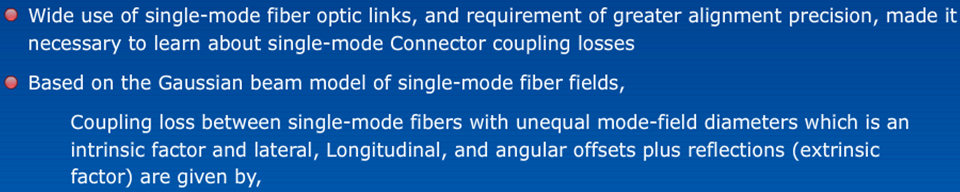 Wide use of single-mode fiber optic links, and requirement of greater alignment precision, made it
necessary to learn about single-mode Connector coupling losses
Based on the Gaussian beam model of single-mode fiber fields,
Coupling loss between single-mode fibers with unequal mode-field diameters which is an
intrinsic factor and lateral, Longitudinal, and angular offsets plus reflections (extrinsic
factor) are given by,